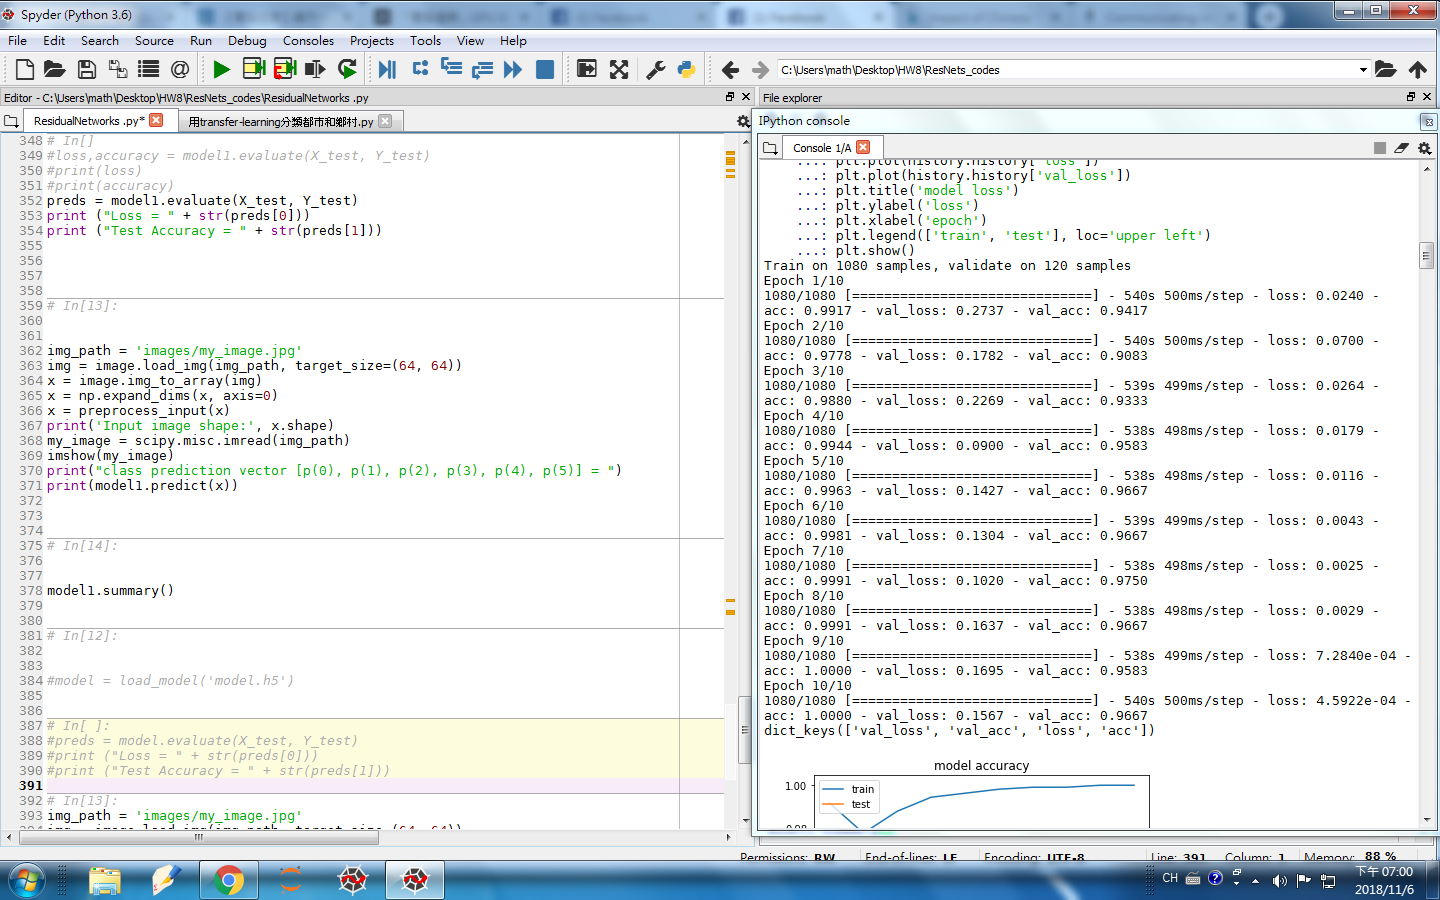 Spyder (Python 3.6)
File Edit Search Source Run Debug Consoles Projects Tools View Help
C:\Users\math\Desktop\HW8\ResNets_codes
Editor - C:\Users\math\Desktop\HW8\ResNets_codes\ResidualNetworks .py
ResidualNetworks .py*
用transfer-learning分類都市和鄉村.py
348 # In[]
349 #loss,accuracy = model1.evaluate(X_test, Y_test)
350 #print(loss)
351 #print(accuracy)
352 preds = model1.evaluate(X_test, Y_test)
353 print ("Loss = " + str(preds[0]))
354 print ("Test Accuracy = " + str(preds[1]))
355
356
357
358
359 # In[13]:
360
361
362 img_path = 'images/my_image.jpg'
363 img = image.load_img(img_path, target_size=(64, 64))
364 x = image.img_to_array(img)
365 x = np.expand_dims(x, axis=0)
366 x = preprocess_input(x)
367 print('Input image shape:', x.shape)
368 my_image = scipy.misc.imread(img_path)
369 imshow(my_image)
370 print("class prediction vector [p(0), p(1), p(2), p(3), p(4), p(5)] = ")
371 print(model1.predict(x))
372
373
374
375 # In[14]:
376
377
378 model1.summary()
379
380
381 # In[12]:
382
383
384 #model = load_model('model.h5')
385
386
387 # In[ ]:
388 #preds = model.evaluate(X_test, Y_test)
389 #print ("Loss = " + str(preds[0]))
390 #print ("Test Accuracy = " + str(preds[1]))
391
392 # In[13]:
393 img_path = 'images/my_image.jpg'
394 img = image.load_img(img_path, target_size=(64, 64))
File explorer
IPython console
Console 1/A
...: plt.plot(history.history['loss'])
...: plt.plot(history.history['val_loss'])
...: plt.title('model loss')
...: plt.ylabel('loss')
...: plt.xlabel('epoch')
...: plt.legend(['train', 'test'], loc='upper left')
...: plt.show()
Train on 1080 samples, validate on 120 samples
Epoch 1/10
1080/1080 [==============================] - 540s 500ms/step - loss: 0.0240 -
acc: 0.9917 - val_loss: 0.2737 - val_acc: 0.9417
Epoch 2/10
1080/1080 [==============================] - 540s 500ms/step - loss: 0.0700 -
acc: 0.9778 - val_loss: 0.1782 - val_acc: 0.9083
Epoch 3/10
1080/1080 [==============================] - 539s 499ms/step - loss: 0.0264 -
acc: 0.9880 - val_loss: 0.2269 - val_acc: 0.9333
Epoch 4/10
1080/1080 [==============================] - 538s 498ms/step - loss: 0.0179 -
acc: 0.9944 - val_loss: 0.0900 - val_acc: 0.9583
Epoch 5/10
1080/1080 [==============================] - 538s 498ms/step - loss: 0.0116 -
acc: 0.9963 - val_loss: 0.1427 - val_acc: 0.9667
Epoch 6/10
1080/1080 [==============================] - 539s 499ms/step - loss: 0.0043 -
acc: 0.9981 - val_loss: 0.1304 - val_acc: 0.9667
Epoch 7/10
1080/1080 [==============================] - 538s 498ms/step - loss: 0.0025 -
acc: 0.9991 - val_loss: 0.1020 - val_acc: 0.9750
Epoch 8/10
1080/1080 [==============================] - 538s 498ms/step - loss: 0.0029 -
acc: 0.9991 - val_loss: 0.1637 - val_acc: 0.9667
Epoch 9/10
1080/1080 [==============================] - 538s 499ms/step - loss: 7.2840e-04 -
acc: 1.0000 - val_loss: 0.1695 - val_acc: 0.9583
Epoch 10/10
1080/1080 [==============================] - 540s 500ms/step - loss: 4.5922e-04 -
acc: 1.0000 - val_loss: 0.1567 - val_acc: 0.9667
dict_keys(['val_loss', 'val_acc', 'loss', 'acc'])
model accuracy
1.00
train
test
0.98
Permissions: RW End-of-lines: LF Encoding: UTF-8 Line: 391 Column: 1 Memory: 88 %
CH
下午 07:00
2018/11/6